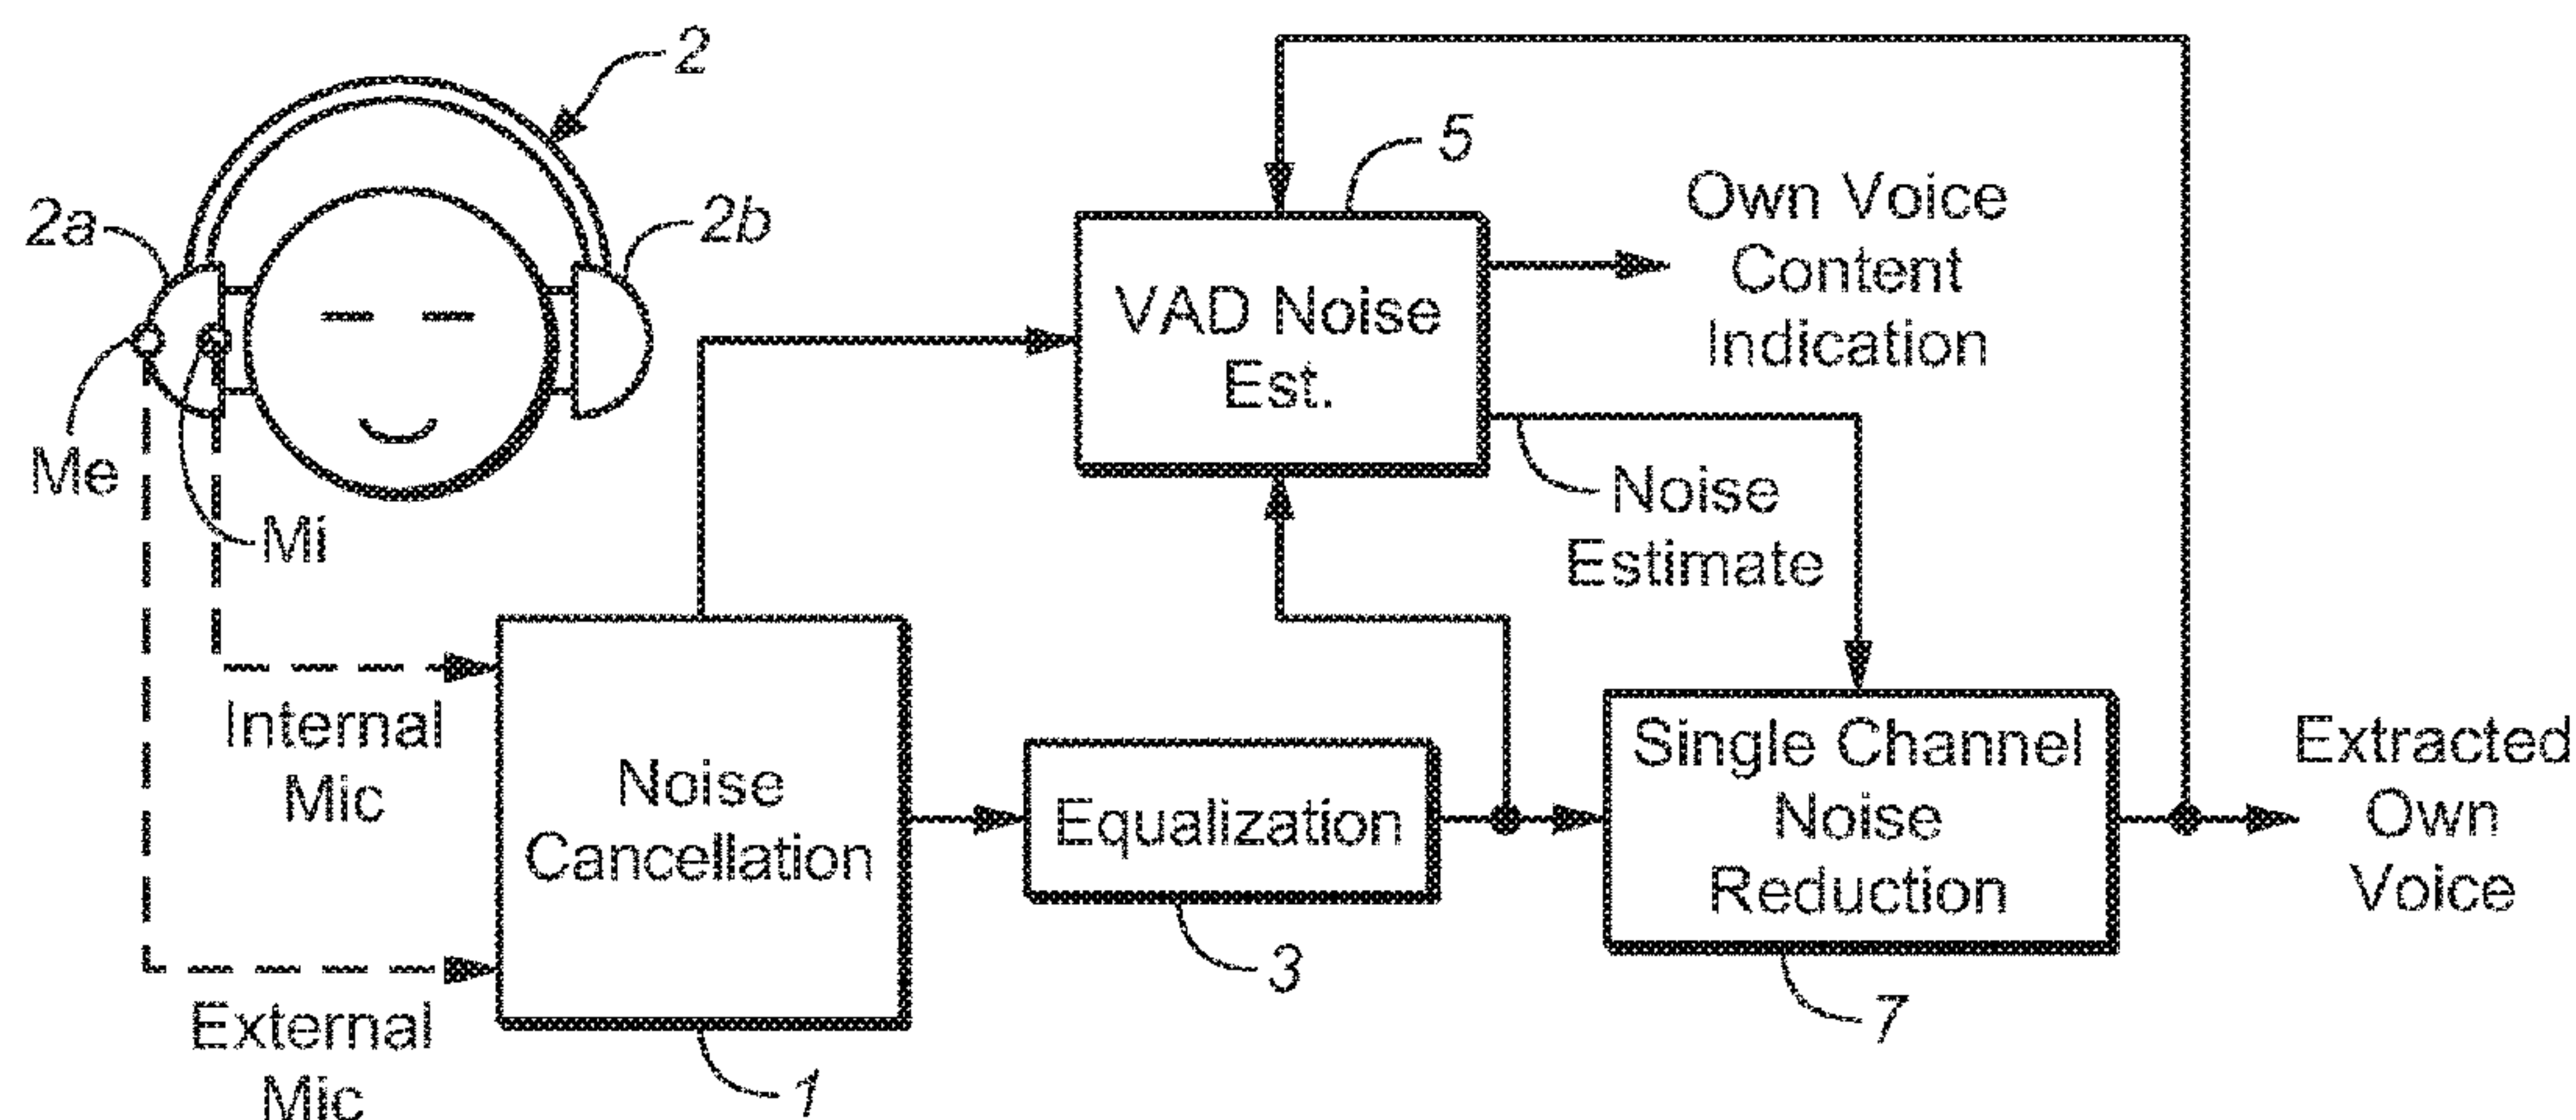 2
2a
2b
5
Own Voice
Content
Indication
VAD Noise
Est.
Me
Mi
Noise
Estimate
Internal
Mic
Noise
Cancellation
Equalization
Single Channel
Noise
Reduction
Extracted
Own
Voice
3
7
External
Mic
1